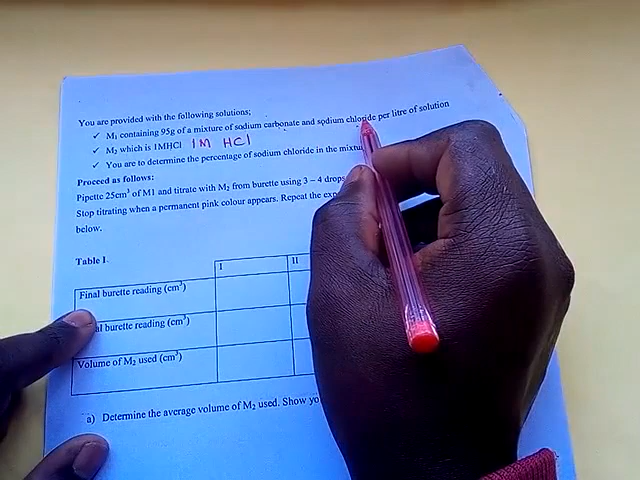 You are provided with the following solutions;
✓ M1 containing 95g of a mixture of sodium carbonate and sodium chloride per litre of solution
✓ M2 which is 1MHCl 1M HCl
✓ You are to determine the percentage of sodium chloride in the
Proceed as follows:
Pipette 25cm³ of M1 and titrate with M2 from burette using 3 – 4 drops
Stop titrating when a permanent pink colour appears. Repeat the
below.
Table I
I II
Final burette reading (cm³)
burette reading (cm³)
Volume of M2 used (cm³)
a) Determine the average volume of M2 used. Show